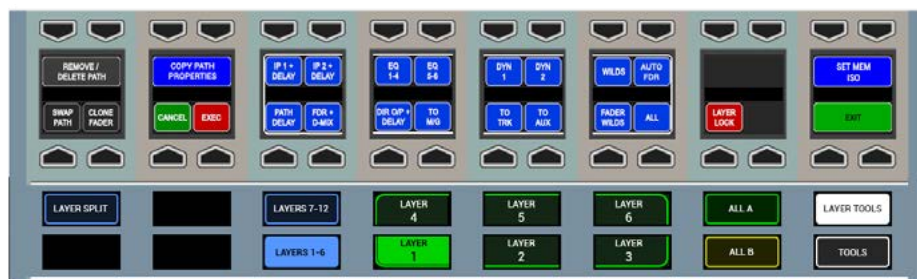 REMOVE /
DELETE PATH
COPY PATH
PROPERTIES
IP 1 +
DELAY
IP 2 +
DELAY
EQ
1-4
EQ
5-6
DYN
1
DYN
2
WILDS
AUTO
FDR
SET MEM
ISO
SWAP
PATH
CLONE
FADER
CANCEL
EXEC
PATH
DELAY
FDR +
D-MIX
DIR O/P +
DELAY
TO
M/G
TO
TRK
TO
AUX
FADER
WILDS
ALL
LAYER
LOCK
EXIT
LAYER SPLIT
LAYERS 7-12
LAYER
4
LAYER
5
LAYER
6
ALL A
LAYER TOOLS
LAYERS 1-6
LAYER
1
LAYER
2
LAYER
3
ALL B
TOOLS